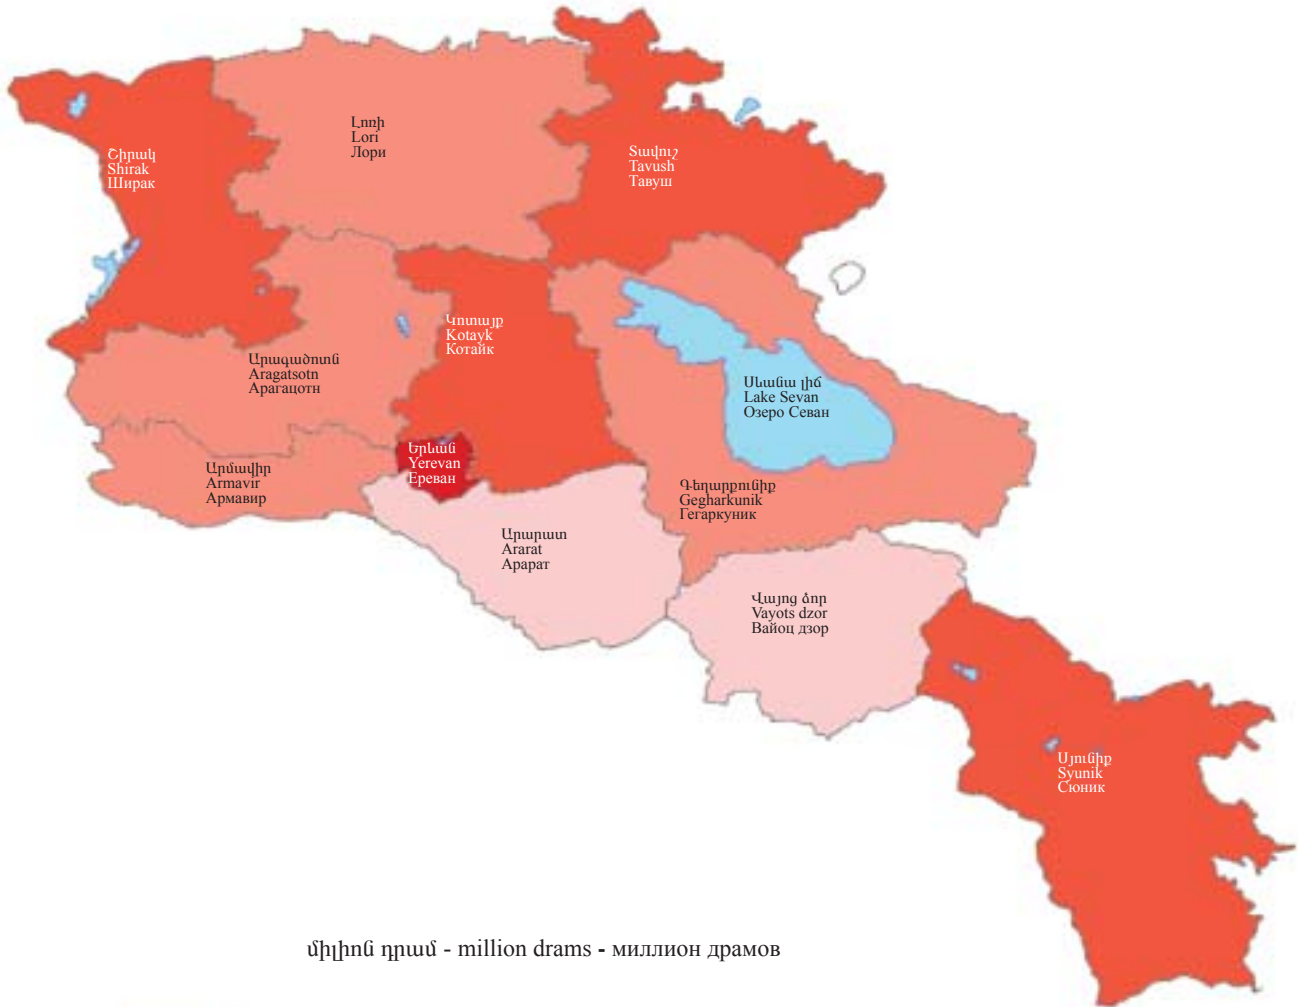 Լոռի
Lori
Лори
Շիրակ
Shirak
Ширак
Տավուշ
Tavush
Тавуш
Կոտայք
Kotayk
Котайк
Արագածոտն
Aragatsotn
Арагацотн
Սևանա լիճ
Lake Sevan
Озеро Севан
Երևան
Yerevan
Ереван
Արմավիր
Armavir
Армавир
Գեղարքունիք
Gegharkunik
Гегаркуник
Արարատ
Ararat
Арарат
Վայոց ձոր
Vayots dzor
Вайоц дзор
Սյունիք
Syunik
Сюник
միլիոն դրամ - million drams - миллион драмов